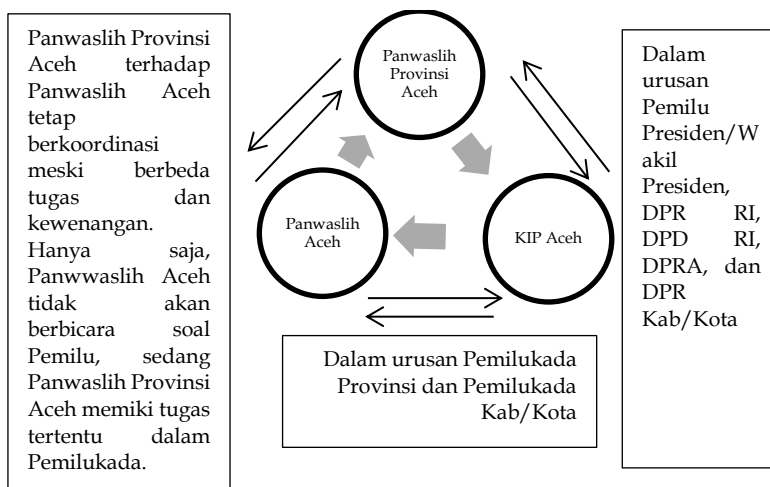 Panwaslih Provinsi
Aceh terhadap
Panwaslih Aceh
tetap
berkoordinasi
meski berbeda
tugas dan
kewenangan.
Hanya saja,
Panwwaslih Aceh
tidak akan
berbicara soal
Pemilu, sedang
Panwaslih Provinsi
Aceh memiki tugas
tertentu dalam
Pemilukada.
Panwaslih
Provinsi
Aceh
Panwaslih
Aceh
KIP Aceh
Dalam urusan Pemilukada
Provinsi dan Pemilukada
Kab/Kota
Dalam
urusan
Pemilu
Presiden/W
akil
Presiden,
DPR RI,
DPD RI,
DPRA, dan
DPR
Kab/Kota